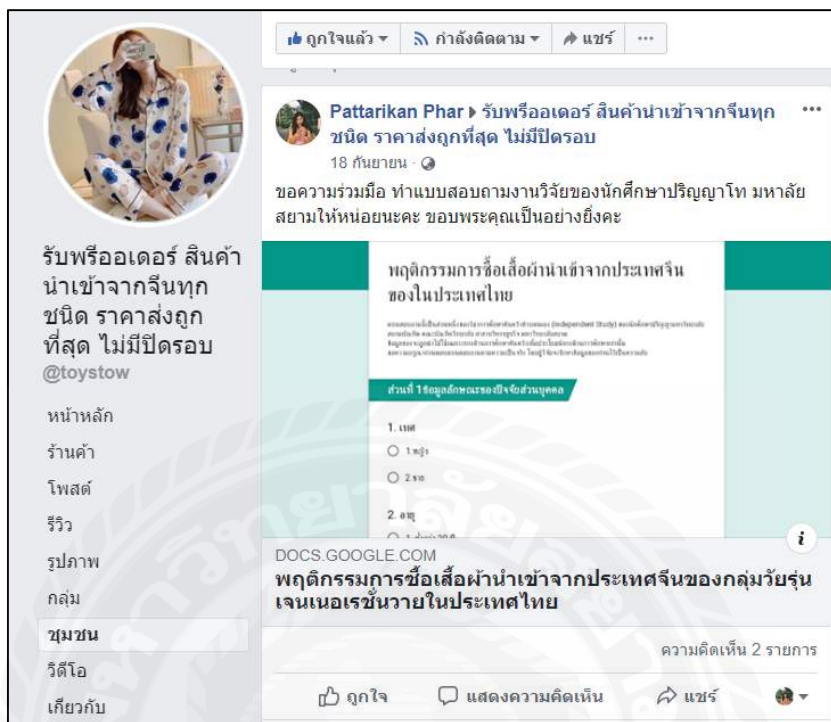 ถูกใจแล้ว
กำลังติดตาม
แชร์
Pattarikan Phar รับพรีออเดอร์ สินค้านำเข้าจากจีนทุก
ชนิด ราคาส่งถูกที่สุด ไม่มีปิดรอบ
18 กันยายน
ขอความร่วมมือ ทำแบบสอบถามงานวิจัยของนักศึกษาปริญญาโท มหาลัย
สยามให้หน่อยนะคะ ขอบพระคุณเป็นอย่างยิ่งคะ
พฤติกรรมการซื้อเสื้อผ้านำเข้าจากประเทศจีน
ของในประเทศไทย
ส่วนที่ 1 ข้อมูลลักษณะของปัจจัยส่วนบุคคล
1. เพศ
1 หญิง
2 ชาย
2. อายุ
DOCS.GOOGLE.COM
พฤติกรรมการซื้อเสื้อผ้านำเข้าจากประเทศจีนของกลุ่มวัยรุ่น
เจนเนอเรชั่นวายในประเทศไทย
ความคิดเห็น 2 รายการ
ถูกใจ
แสดงความคิดเห็น
แชร์
รับพรีออเดอร์ สินค้า
นำเข้าจากจีนทุก
ชนิด ราคาส่งถูก
ที่สุด ไม่มีปิดรอบ
@toystow
หน้าหลัก
ร้านค้า
โพสต์
รีวิว
รูปภาพ
กลุ่ม
ชุมชน
วิดีโอ
เกี่ยวกับ